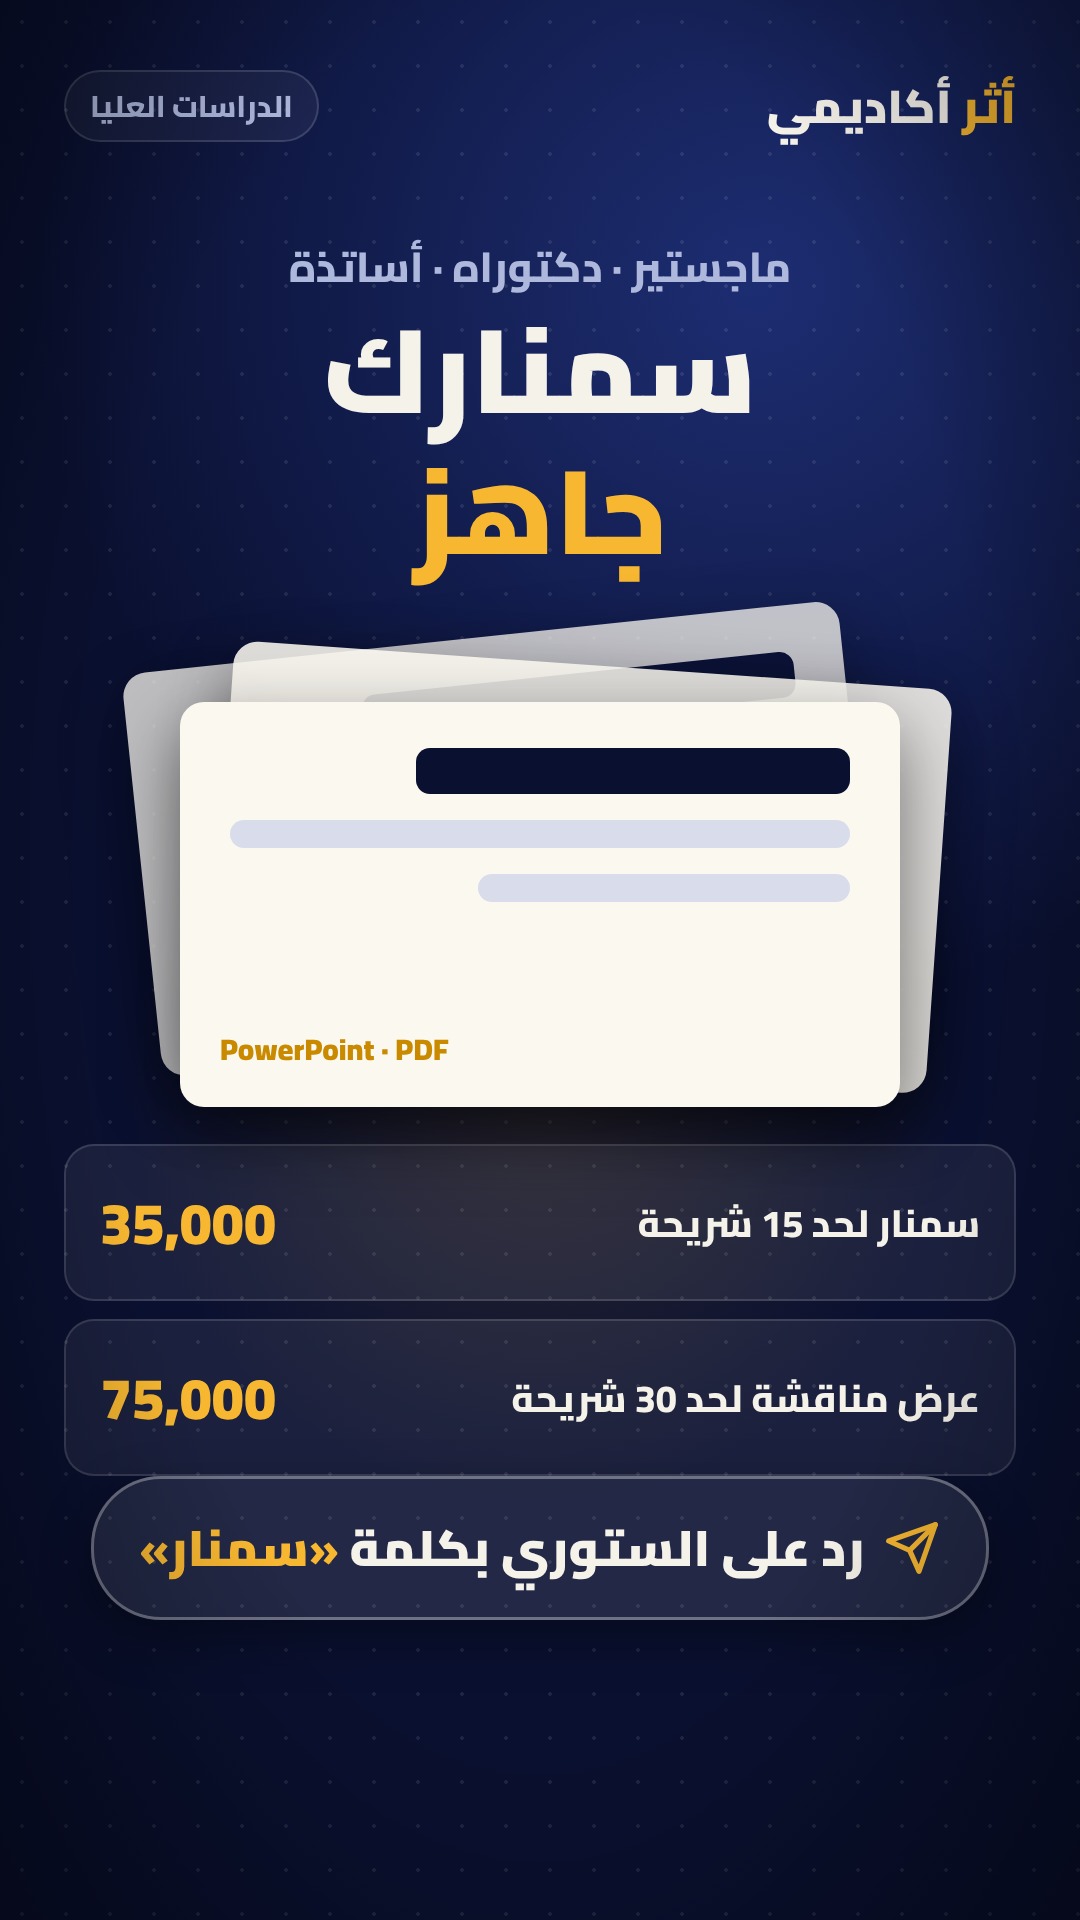 أثر أكاديمي
الدراسات العليا
ماجستير · دكتوراه · أساتذة
سمنارك
جاهز
PowerPoint · PDF
سمنار لحد 15 شريحة
35,000
عرض مناقشة لحد 30 شريحة
75,000
رد على الستوري بكلمة «سمنار»